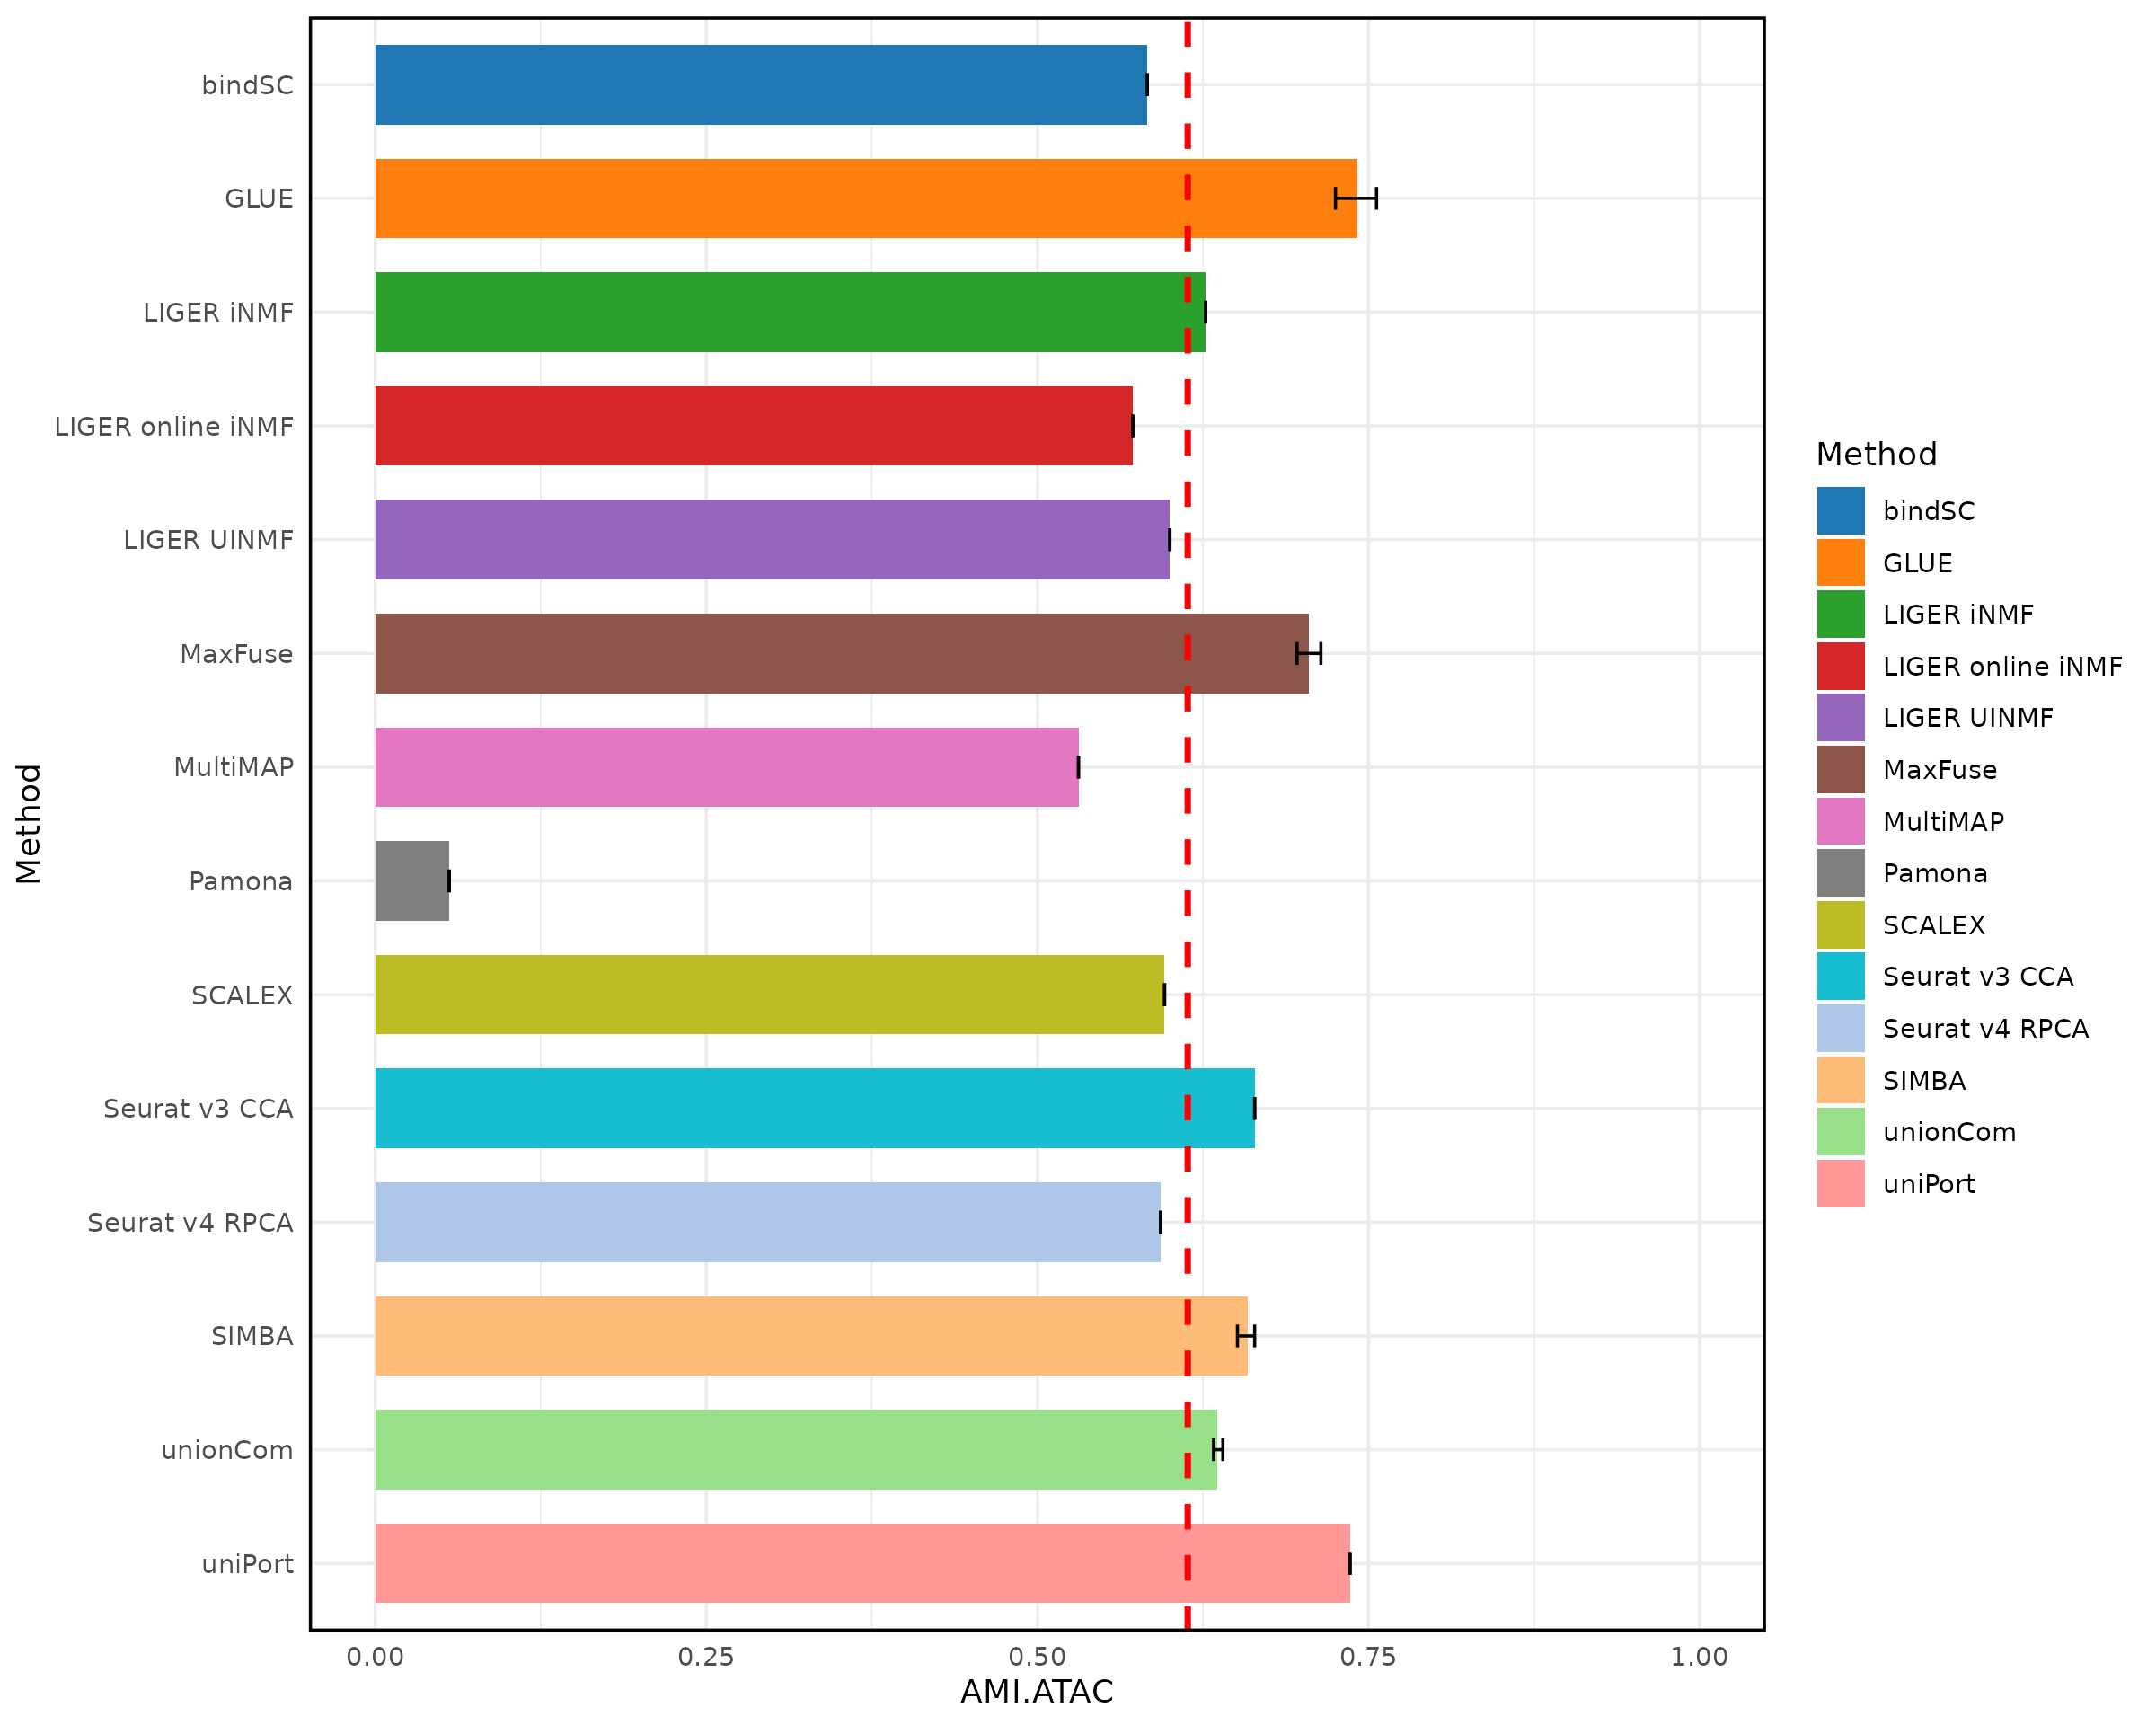 bindSC
GLUE
LIGER iNMF
LIGER online iNMF
LIGER UINMF
MaxFuse
MultiMAP
Pamona
SCALEX
Seurat v3 CCA
Seurat v4 RPCA
SIMBA
unionCom
uniPort
Method
0.00 0.25 0.50 0.75 1.00
AMI.ATAC
Method
bindSC
GLUE
LIGER iNMF
LIGER online iNMF
LIGER UINMF
MaxFuse
MultiMAP
Pamona
SCALEX
Seurat v3 CCA
Seurat v4 RPCA
SIMBA
unionCom
uniPort